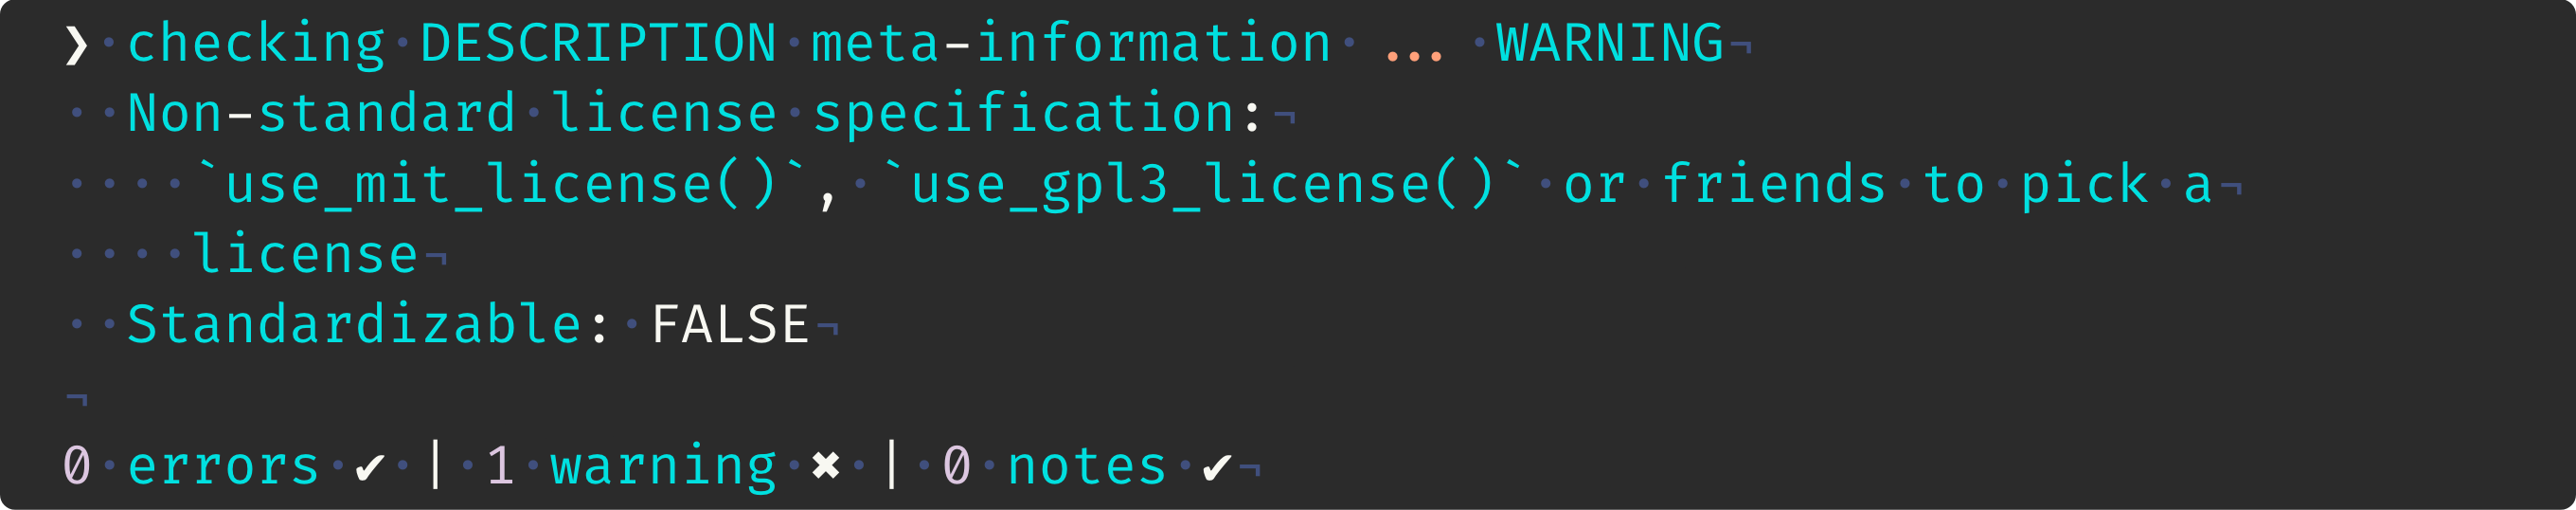 ❯ checking DESCRIPTION meta-information ... WARNING
  Non-standard license specification:
    `use_mit_license()`, `use_gpl3_license()` or friends to pick a
    license
  Standardizable: FALSE

0 errors ✔ | 1 warning ✖ | 0 notes ✔